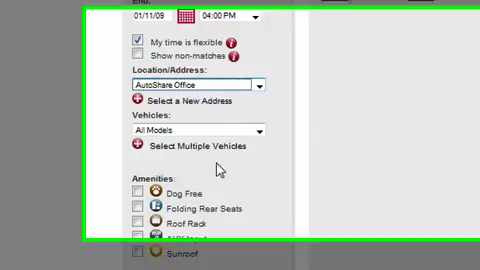 End:
01/11/09 04:00 PM
My time is flexible
Show non-matches
Location/Address:
AutoShare Office
Select a New Address
Vehicles:
All Models
Select Multiple Vehicles
Amenities:
Dog Free
Folding Rear Seats
Roof Rack
Sunroof